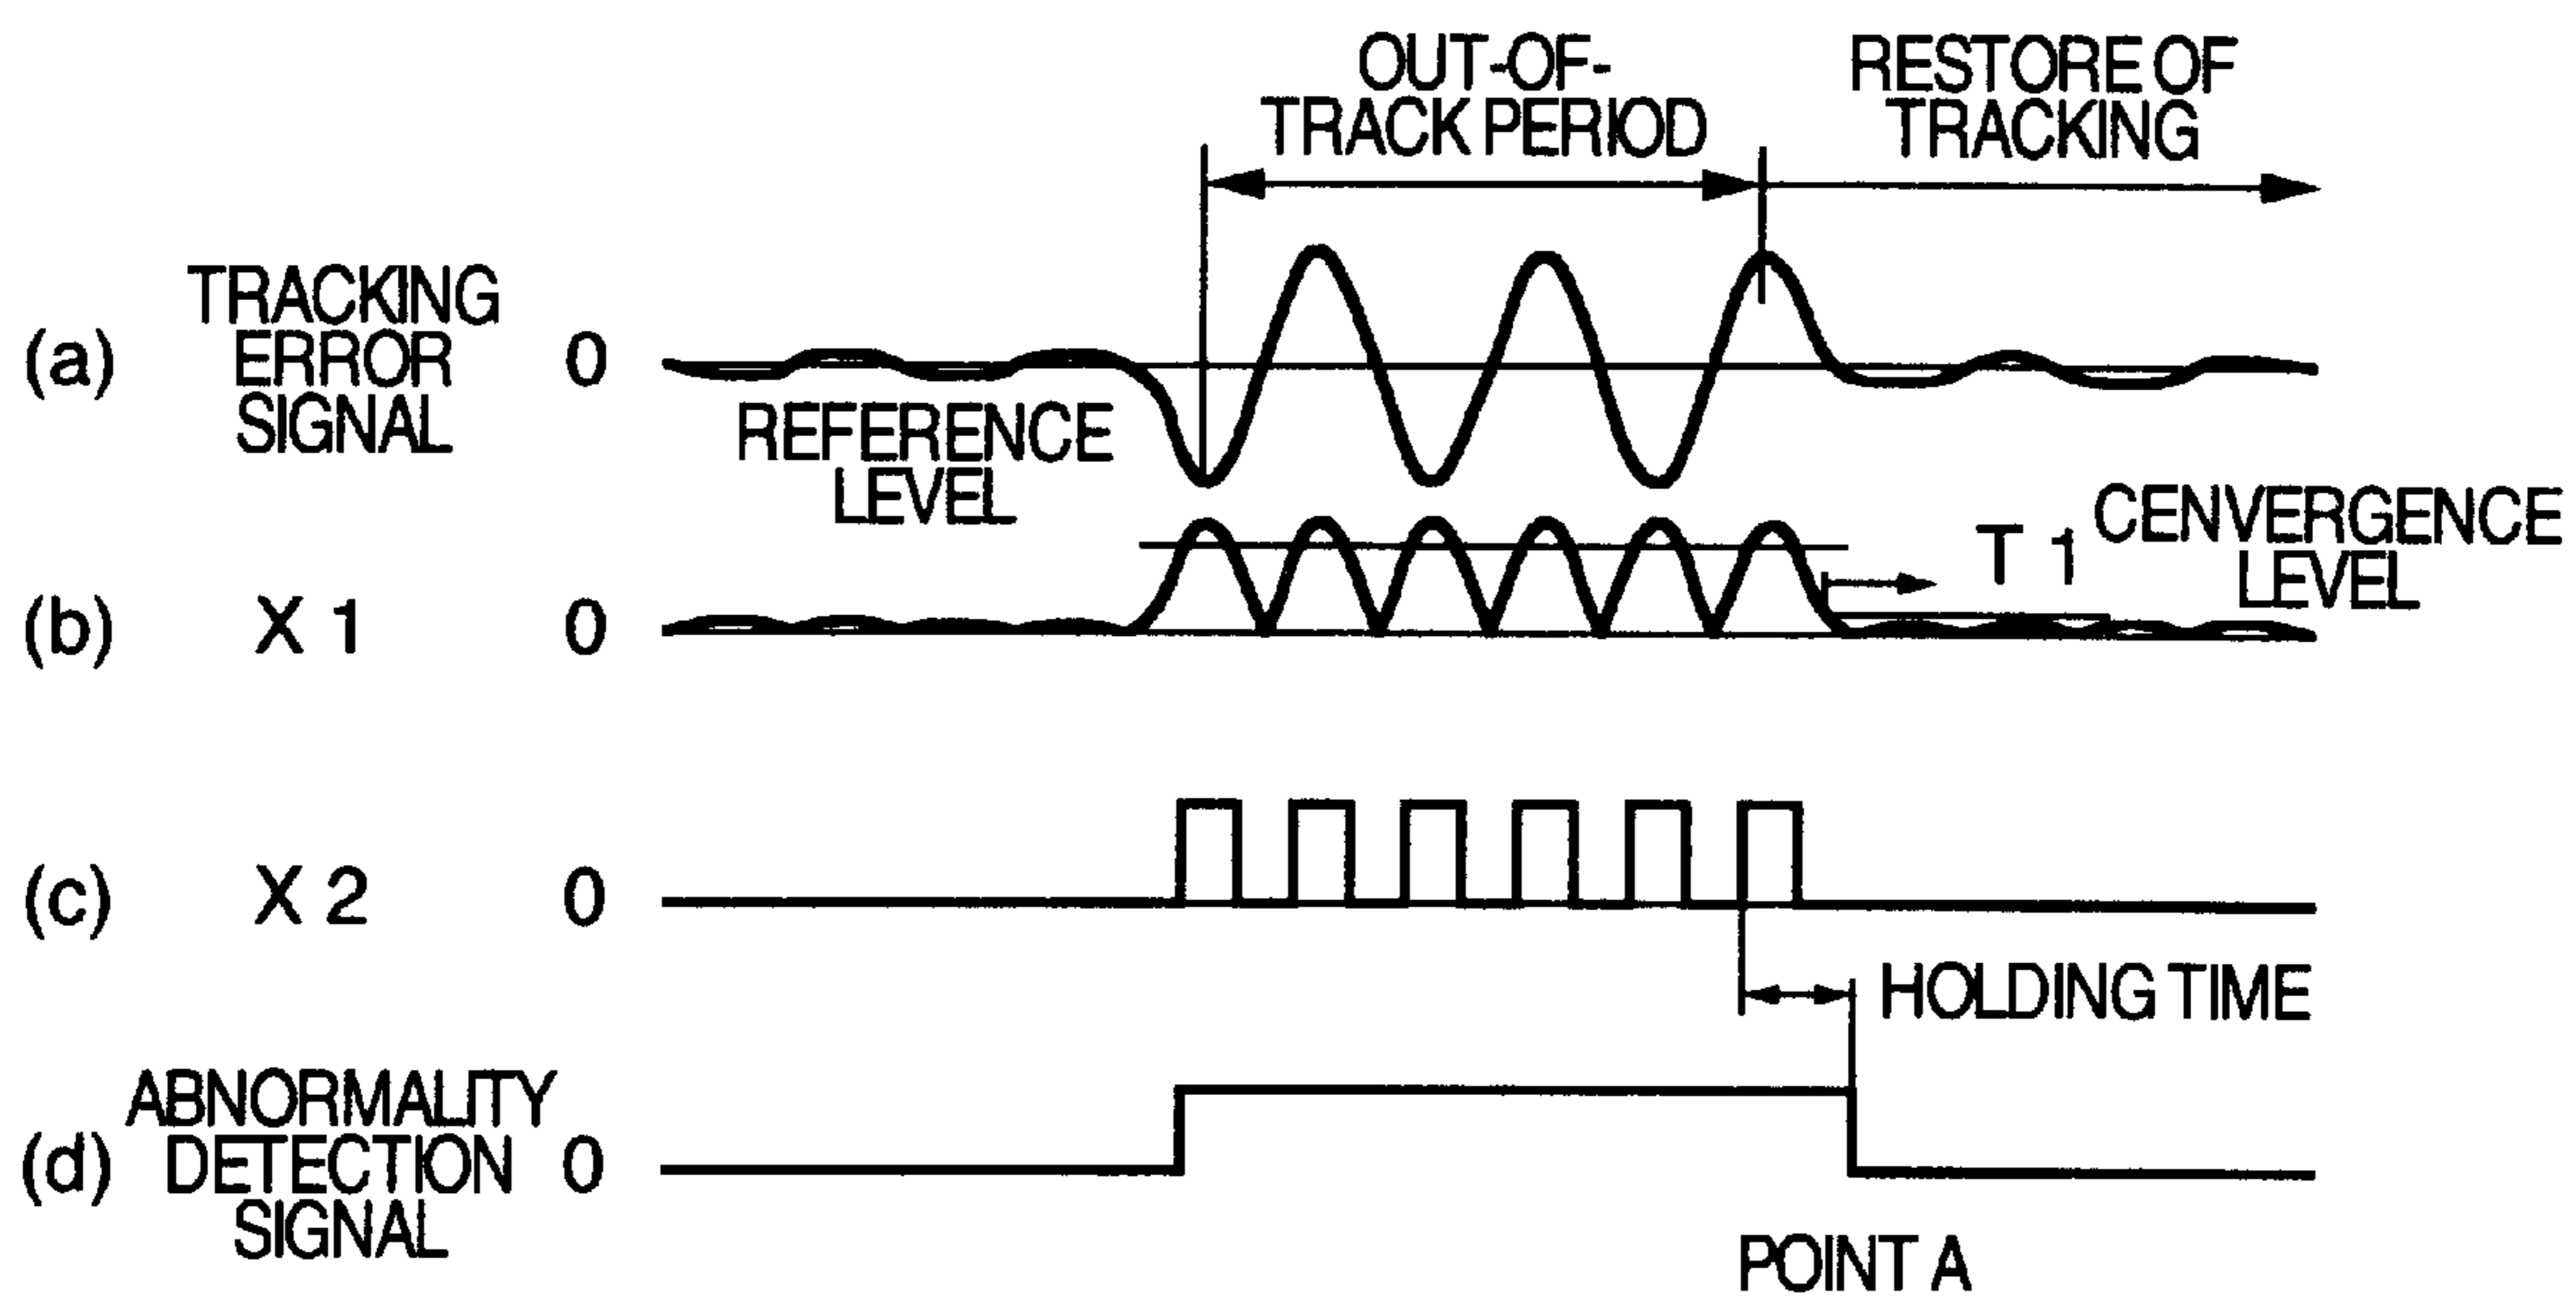 OUT-OF-
TRACK PERIOD
RESTORE OF
TRACKING
(a)
TRACKING
ERROR
SIGNAL
0
REFERENCE
LEVEL
T 1
CENVERGENCE
LEVEL
(b)
X 1
0
(c)
X 2
0
HOLDING TIME
(d)
ABNORMALITY
DETECTION
SIGNAL
0
POINT A